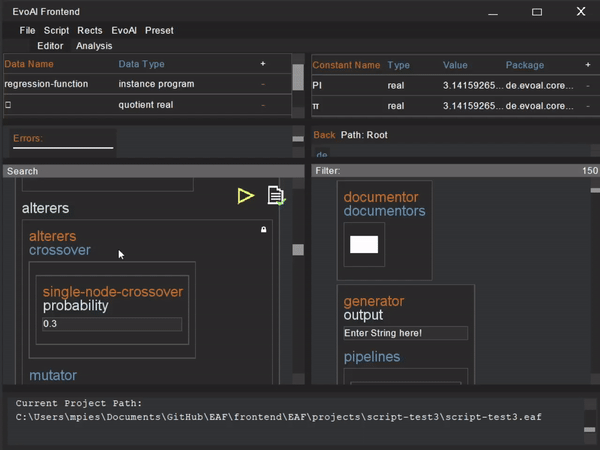 EvoAl Frontend
File Script Rects EvoAl Preset
Editor Analysis
Data Name Data Type +
regression-function instance program -
quotient real -
Constant Name Type Value Package +
PI real 3.14159265... de.evoal.core... -
π real 3.14159265... de.evoal.core... -
Errors:
Back Path: Root
de
Search
Filter: 150
alterers
alterers
crossover
single-node-crossover
probability
0.3
mutator
documentor
documentors
generator
output
Enter String here!
pipelines
Current Project Path:
C:\Users\mpies\Documents\GitHub\EAF\frontend\EAF\projects\script-test3\script-test3.eaf